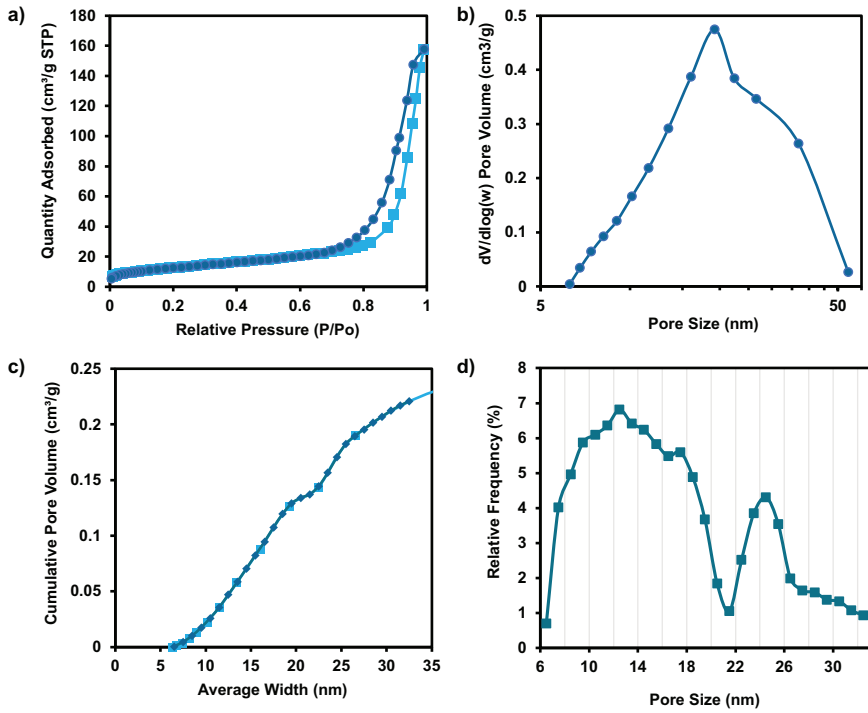 a)
Quantity Adsorbed (cm³/g STP)
180
160
140
120
100
80
60
40
20
0
0 0.2 0.4 0.6 0.8 1
Relative Pressure (P/Po)
b)
dV/dlog(w) Pore Volume (cm3/g)
0.5
0.4
0.3
0.2
0.1
0
5 50
Pore Size (nm)
c)
Cumulative Pore Volume (cm³/g)
0.25
0.2
0.15
0.1
0.05
0
0 5 10 15 20 25 30 35
Average Width (nm)
d)
Relative Frequency (%)
8
7
6
5
4
3
2
1
0
6 10 14 18 22 26 30
Pore Size (nm)